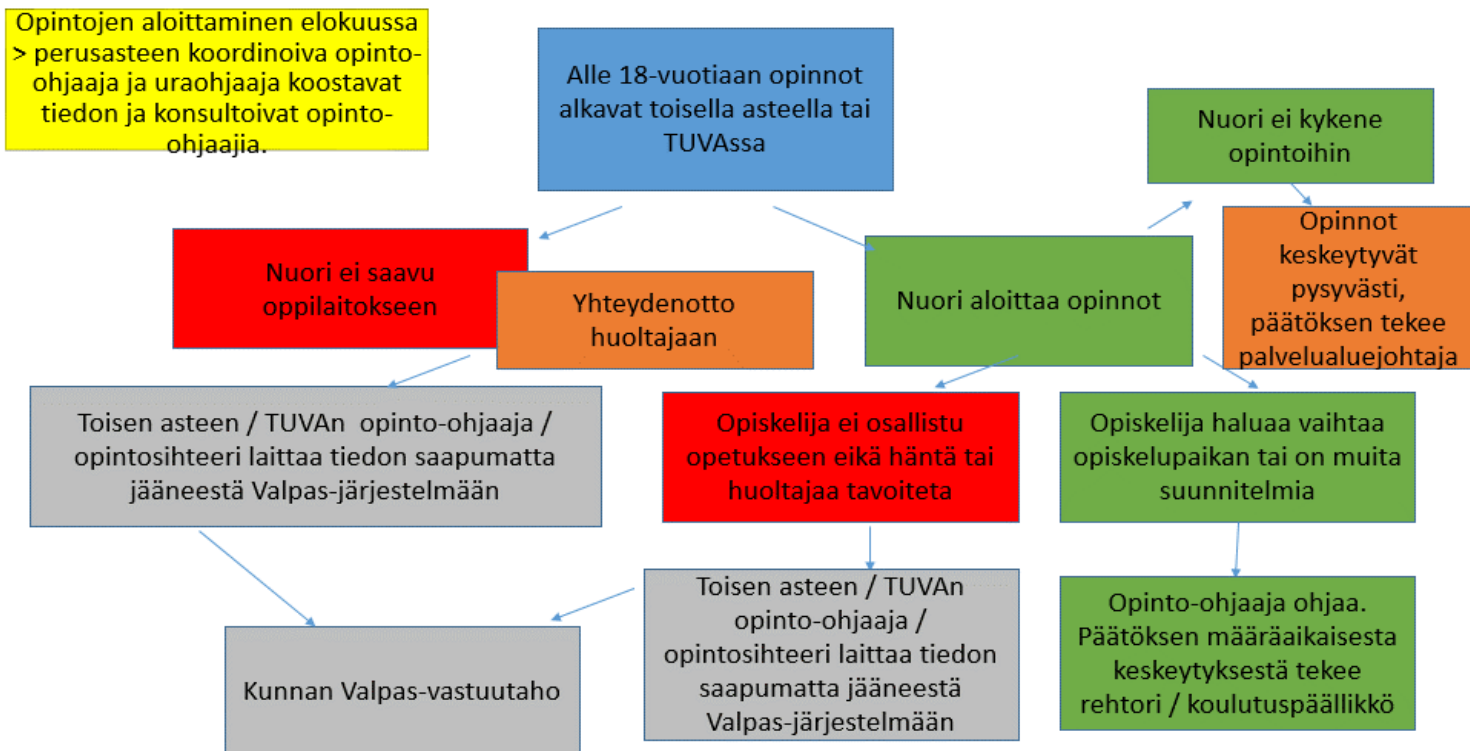 Opintojen aloittaminen elokuussa
> perusasteen koordinoiva opinto-
ohjaaja ja uraohjaaja koostavat
tiedon ja konsultoivat opinto-
ohjaajia.
Alle 18-vuotiaan opinnot
alkavat toisella asteella tai
TUVAssa
Nuori ei kykene
opintoihin
Opinnot
keskeytyvät
pysyvästi,
päätöksen tekee
palvelualuejohtaja
Nuori ei saavu
oppilaitokseen
Yhteydenotto
huoltajaan
Nuori aloittaa opinnot
Toisen asteen / TUVAn opinto-ohjaaja /
opintosihteeri laittaa tiedon saapumatta
jääneestä Valpas-järjestelmään
Opiskelija ei osallistu
opetukseen eikä häntä tai
huoltajaa tavoiteta
Opiskelija haluaa vaihtaa
opiskelupaikan tai on muita
suunnitelmia
Kunnan Valpas-vastuutaho
Toisen asteen / TUVAn
opinto-ohjaaja /
opintosihteeri laittaa tiedon
saapumatta jääneestä
Valpas-järjestelmään
Opinto-ohjaaja ohjaa.
Päätöksen määräaikaisesta
keskeytyksestä tekee
rehtori / koulutuspäällikkö